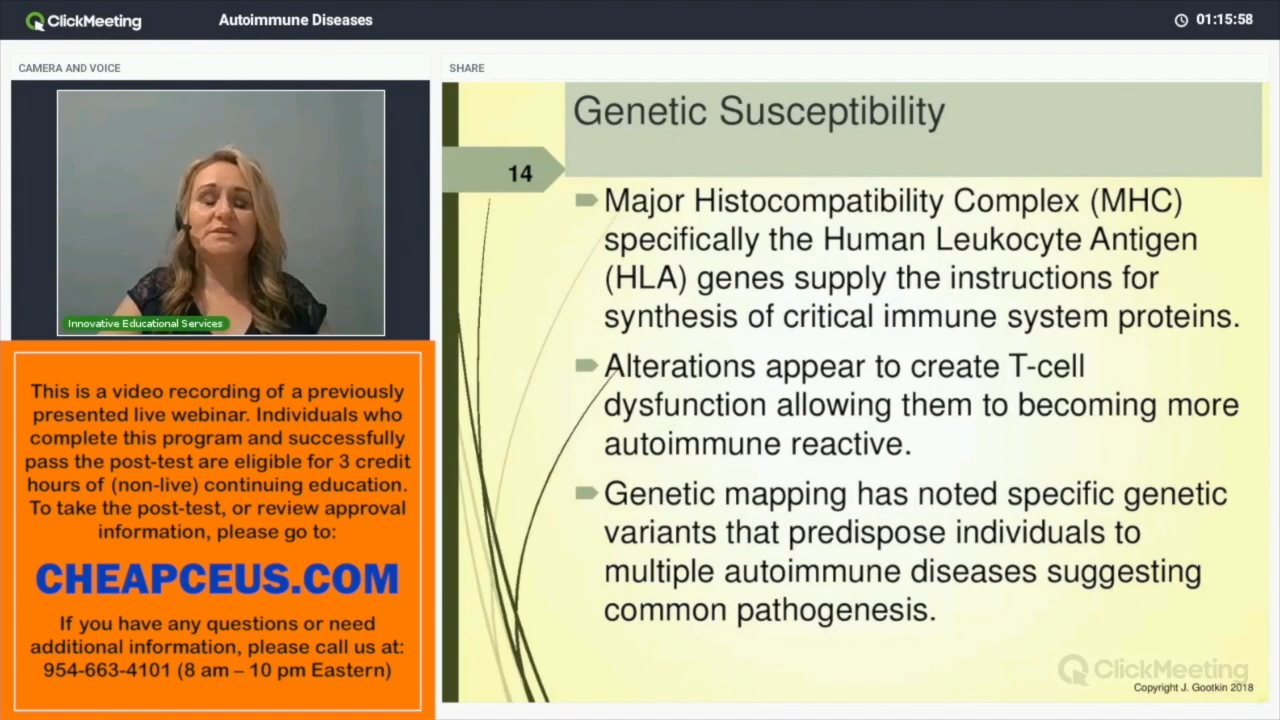 ClickMeeting
Autoimmune Diseases
01:15:58
CAMERA AND VOICE
Innovative Educational Services
This is a video recording of a previously
presented live webinar. Individuals who
complete this program and successfully
pass the post-test are eligible for 3 credit
hours of (non-live) continuing education.
To take the post-test, or review approval
information, please go to:
CHEAPCEUS.COM
If you have any questions or need
additional information, please call us at:
954-663-4101 (8 am – 10 pm Eastern)
SHARE
Genetic Susceptibility
14
Major Histocompatibility Complex (MHC)
specifically the Human Leukocyte Antigen
(HLA) genes supply the instructions for
synthesis of critical immune system proteins.
Alterations appear to create T-cell
dysfunction allowing them to becoming more
autoimmune reactive.
Genetic mapping has noted specific genetic
variants that predispose individuals to
multiple autoimmune diseases suggesting
common pathogenesis.
ClickMeeting
Copyright J. Gootkin 2018